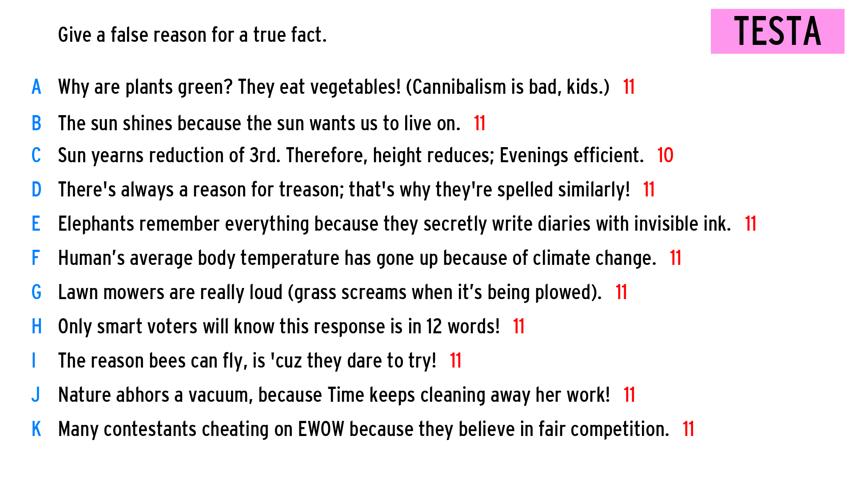 Give a false reason for a true fact.
TESTA
A Why are plants green? They eat vegetables! (Cannibalism is bad, kids.) 11
B The sun shines because the sun wants us to live on. 11
C Sun yearns reduction of 3rd. Therefore, height reduces; Evenings efficient. 10
D There's always a reason for treason; that's why they're spelled similarly! 11
E Elephants remember everything because they secretly write diaries with invisible ink. 11
F Human’s average body temperature has gone up because of climate change. 11
G Lawn mowers are really loud (grass screams when it’s being plowed). 11
H Only smart voters will know this response is in 12 words! 11
I The reason bees can fly, is 'cuz they dare to try! 11
J Nature abhors a vacuum, because Time keeps cleaning away her work! 11
K Many contestants cheating on EWOW because they believe in fair competition. 11